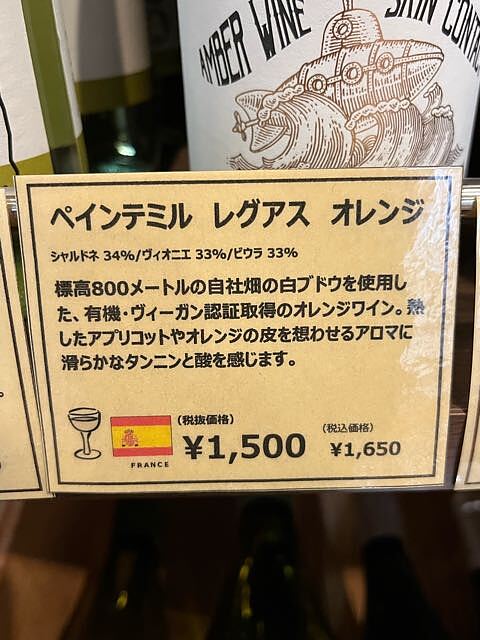 AMBER WINE SKIN CONTAC
ペインテミル レグアス オレンジ
シャルドネ 34%/ヴィオニエ 33%/ビウラ 33%
標高800メートルの自社畑の白ブドウを使用し
た、有機・ヴィーガン認証取得のオレンジワイン。熟
したアプリコットやオレンジの皮を想わせるアロマに
滑らかなタンニンと酸を感じます。
(税抜価格)
(税込価格)
¥1,500
¥1,650
FRANCE